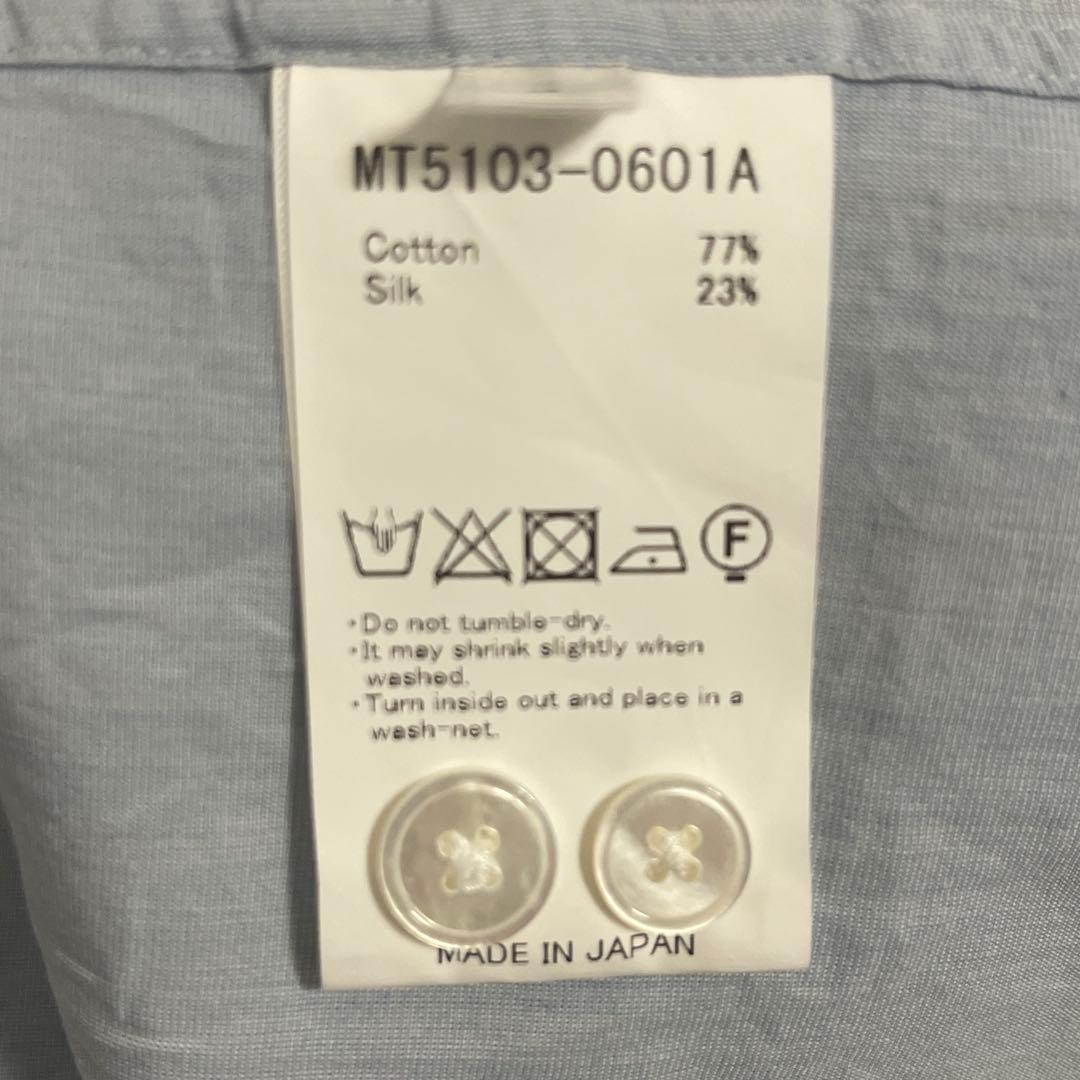 MT5103-0601A
Cotton 77%
Silk 23%
F
・Do not tumble-dry.
・It may shrink slightly when
washed.
・Turn inside out and place in a
wash-net.
MADE IN JAPAN